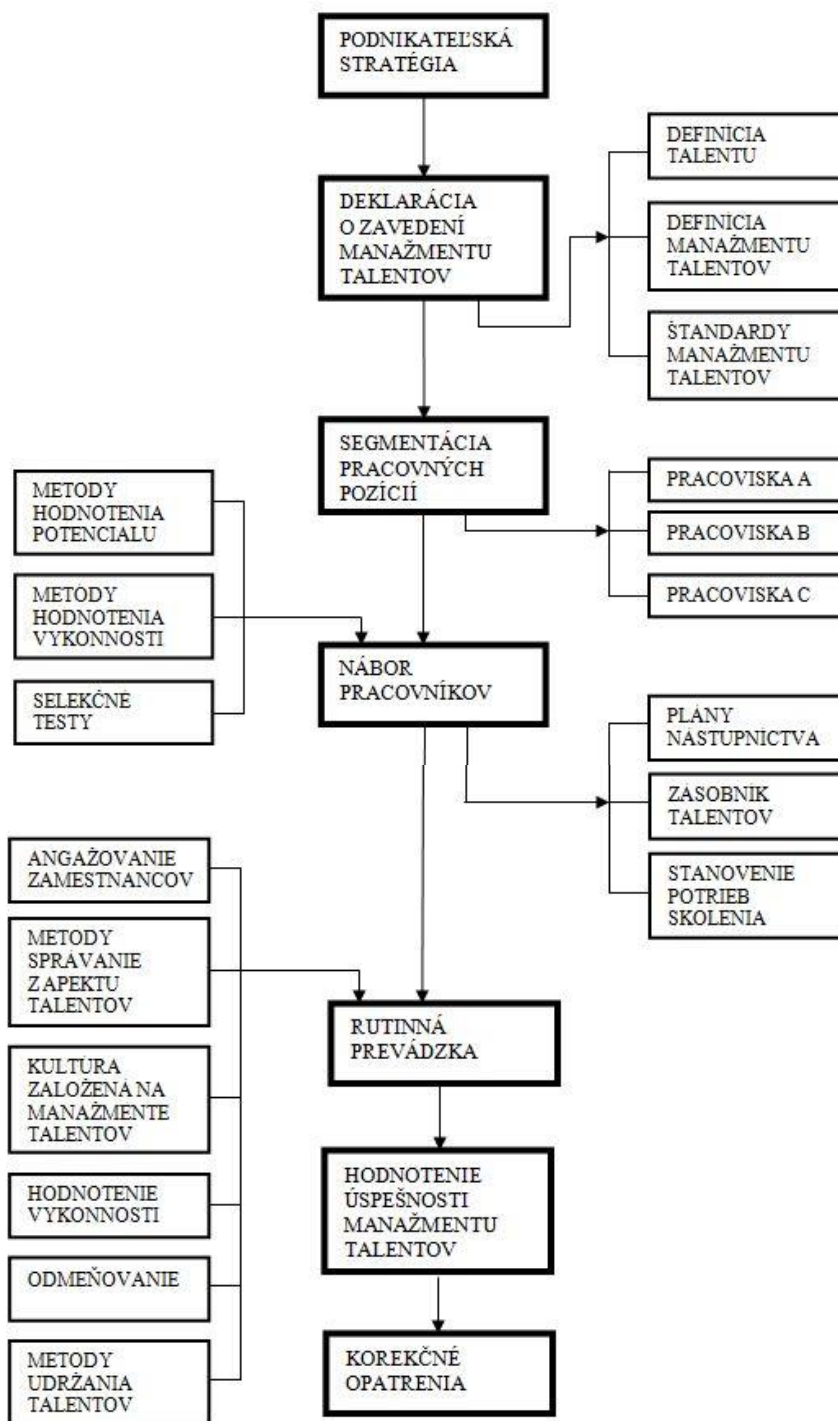 PODNIKATEĽSKÁ
STRATÉGIA
DEFINÍCIA
TALENTU
DEKLARÁCIA
O ZAVEDENÍ
MANAŽMENTU
TALENTOV
DEFINÍCIA
MANAŽMENTU
TALENTOV
ŠTANDARDY
MANAŽMENTU
TALENTOV
SEGMENTÁCIA
PRACOVNÝCH
POZÍCIÍ
PRACOVISKA A
PRACOVISKA B
PRACOVISKA C
METODY
HODNOTENIA
POTENCIALU
METÓDY
HODNOTENIA
VYKONNOSTI
SELEKČNÉ
TESTY
NÁBOR
PRACOVNÍKOV
PLÁNY
NÁSTUPNÍCTVA
ZÁSOBNÍK
TALENTOV
STANOVENIE
POTRIEB
SKOLENIA
ANGAŽOVANIE
ZAMESTNANCOV
METODY
SPRÁVANIE
Z APEKTU
TALENTOV
KULTÚRA
ZALOŽENÁ NA
MANAŽMENTE
TALENTOV
HODNOTENIE
VYKONNOSTI
ODMEŇOVANIE
METODY
UDRŽANIA
TALENTOV
RUTINNÁ
PREVÁDZKA
HODNOTENIE
ÚSPEŠNOSTI
MANAŽMENTU
TALENTOV
KOREKČNÉ
OPATRENIA